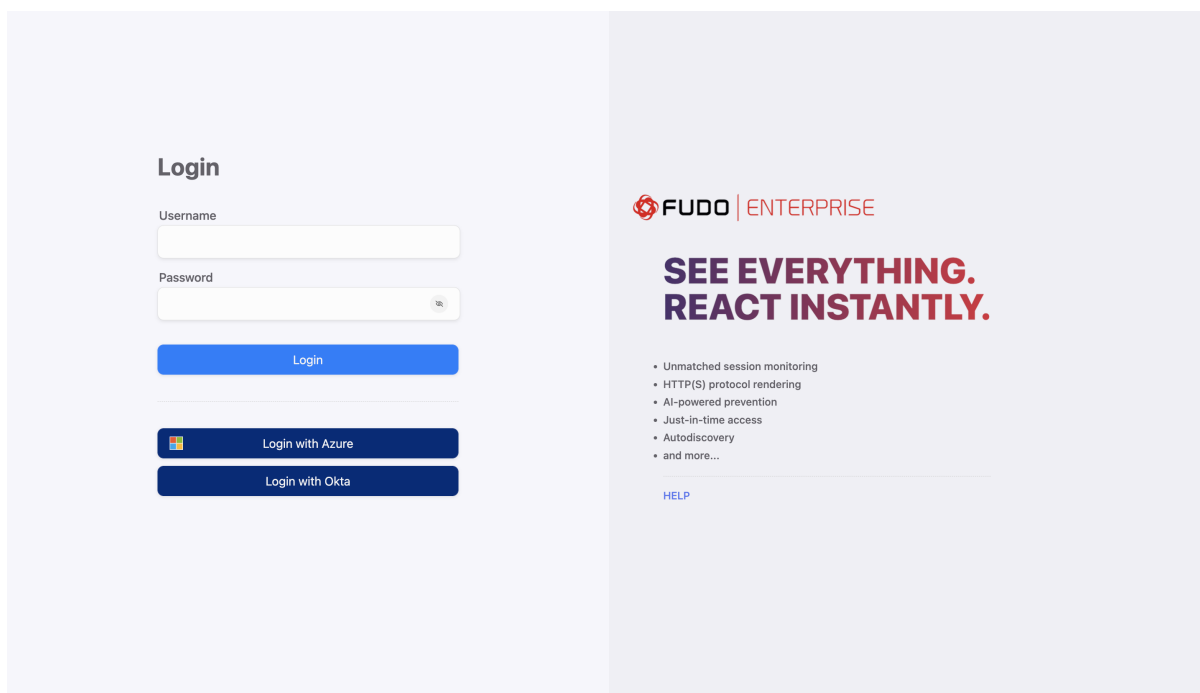 Login
Username
Password
Login
Login with Azure
Login with Okta
FUDO | ENTERPRISE
SEE EVERYTHING.
REACT INSTANTLY.
• Unmatched session monitoring
• HTTP(S) protocol rendering
• AI-powered prevention
• Just-in-time access
• Autodiscovery
• and more...
HELP